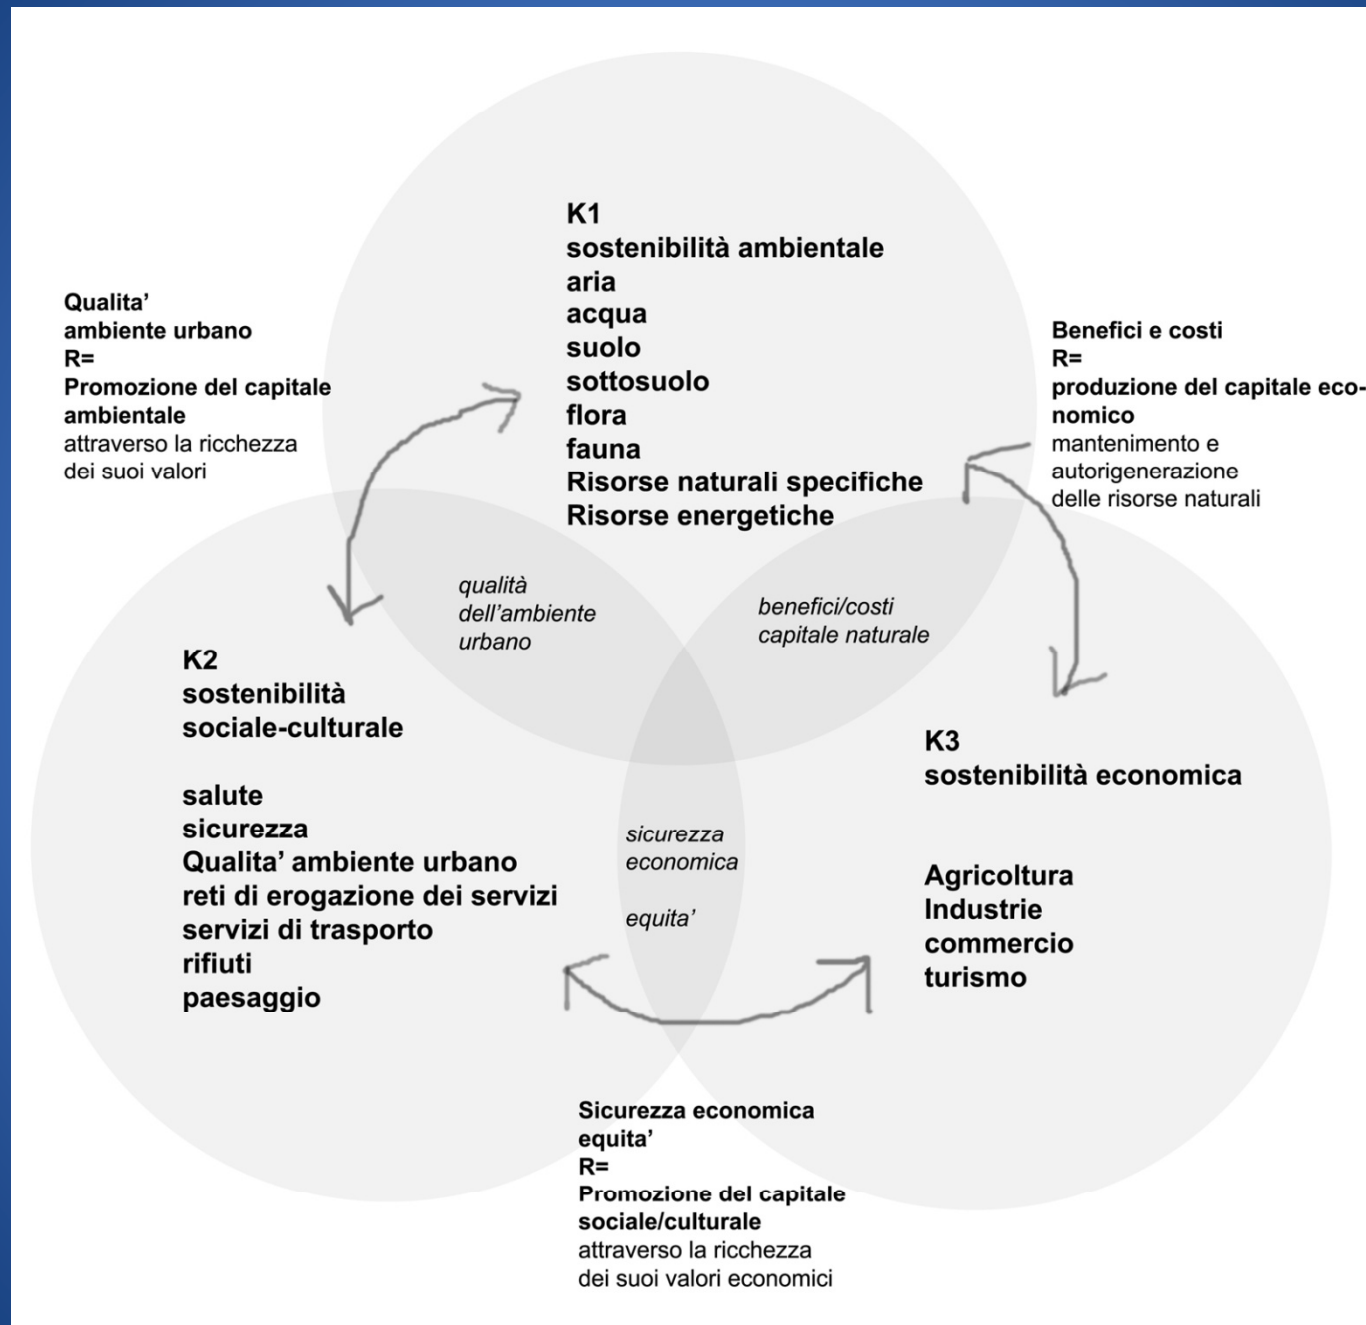 K1
sostenibilità ambientale
aria
acqua
suolo
sottosuolo
flora
fauna
Risorse naturali specifiche
Risorse energetiche
Qualita’
ambiente urbano
R=
Promozione del capitale
ambientale
attraverso la ricchezza
dei suoi valori
Benefici e costi
R=
produzione del capitale eco-
nomico
mantenimento e
autorigenerazione
delle risorse naturali
qualità
dell’ambiente
urbano
benefici/costi
capitale naturale
K2
sostenibilità
sociale-culturale
salute
sicurezza
Qualita’ ambiente urbano
reti di erogazione dei servizi
servizi di trasporto
rifiuti
paesaggio
sicurezza
economica
equita’
K3
sostenibilità economica
Agricoltura
Industrie
commercio
turismo
Sicurezza economica
equita’
R=
Promozione del capitale
sociale/culturale
attraverso la ricchezza
dei suoi valori economici